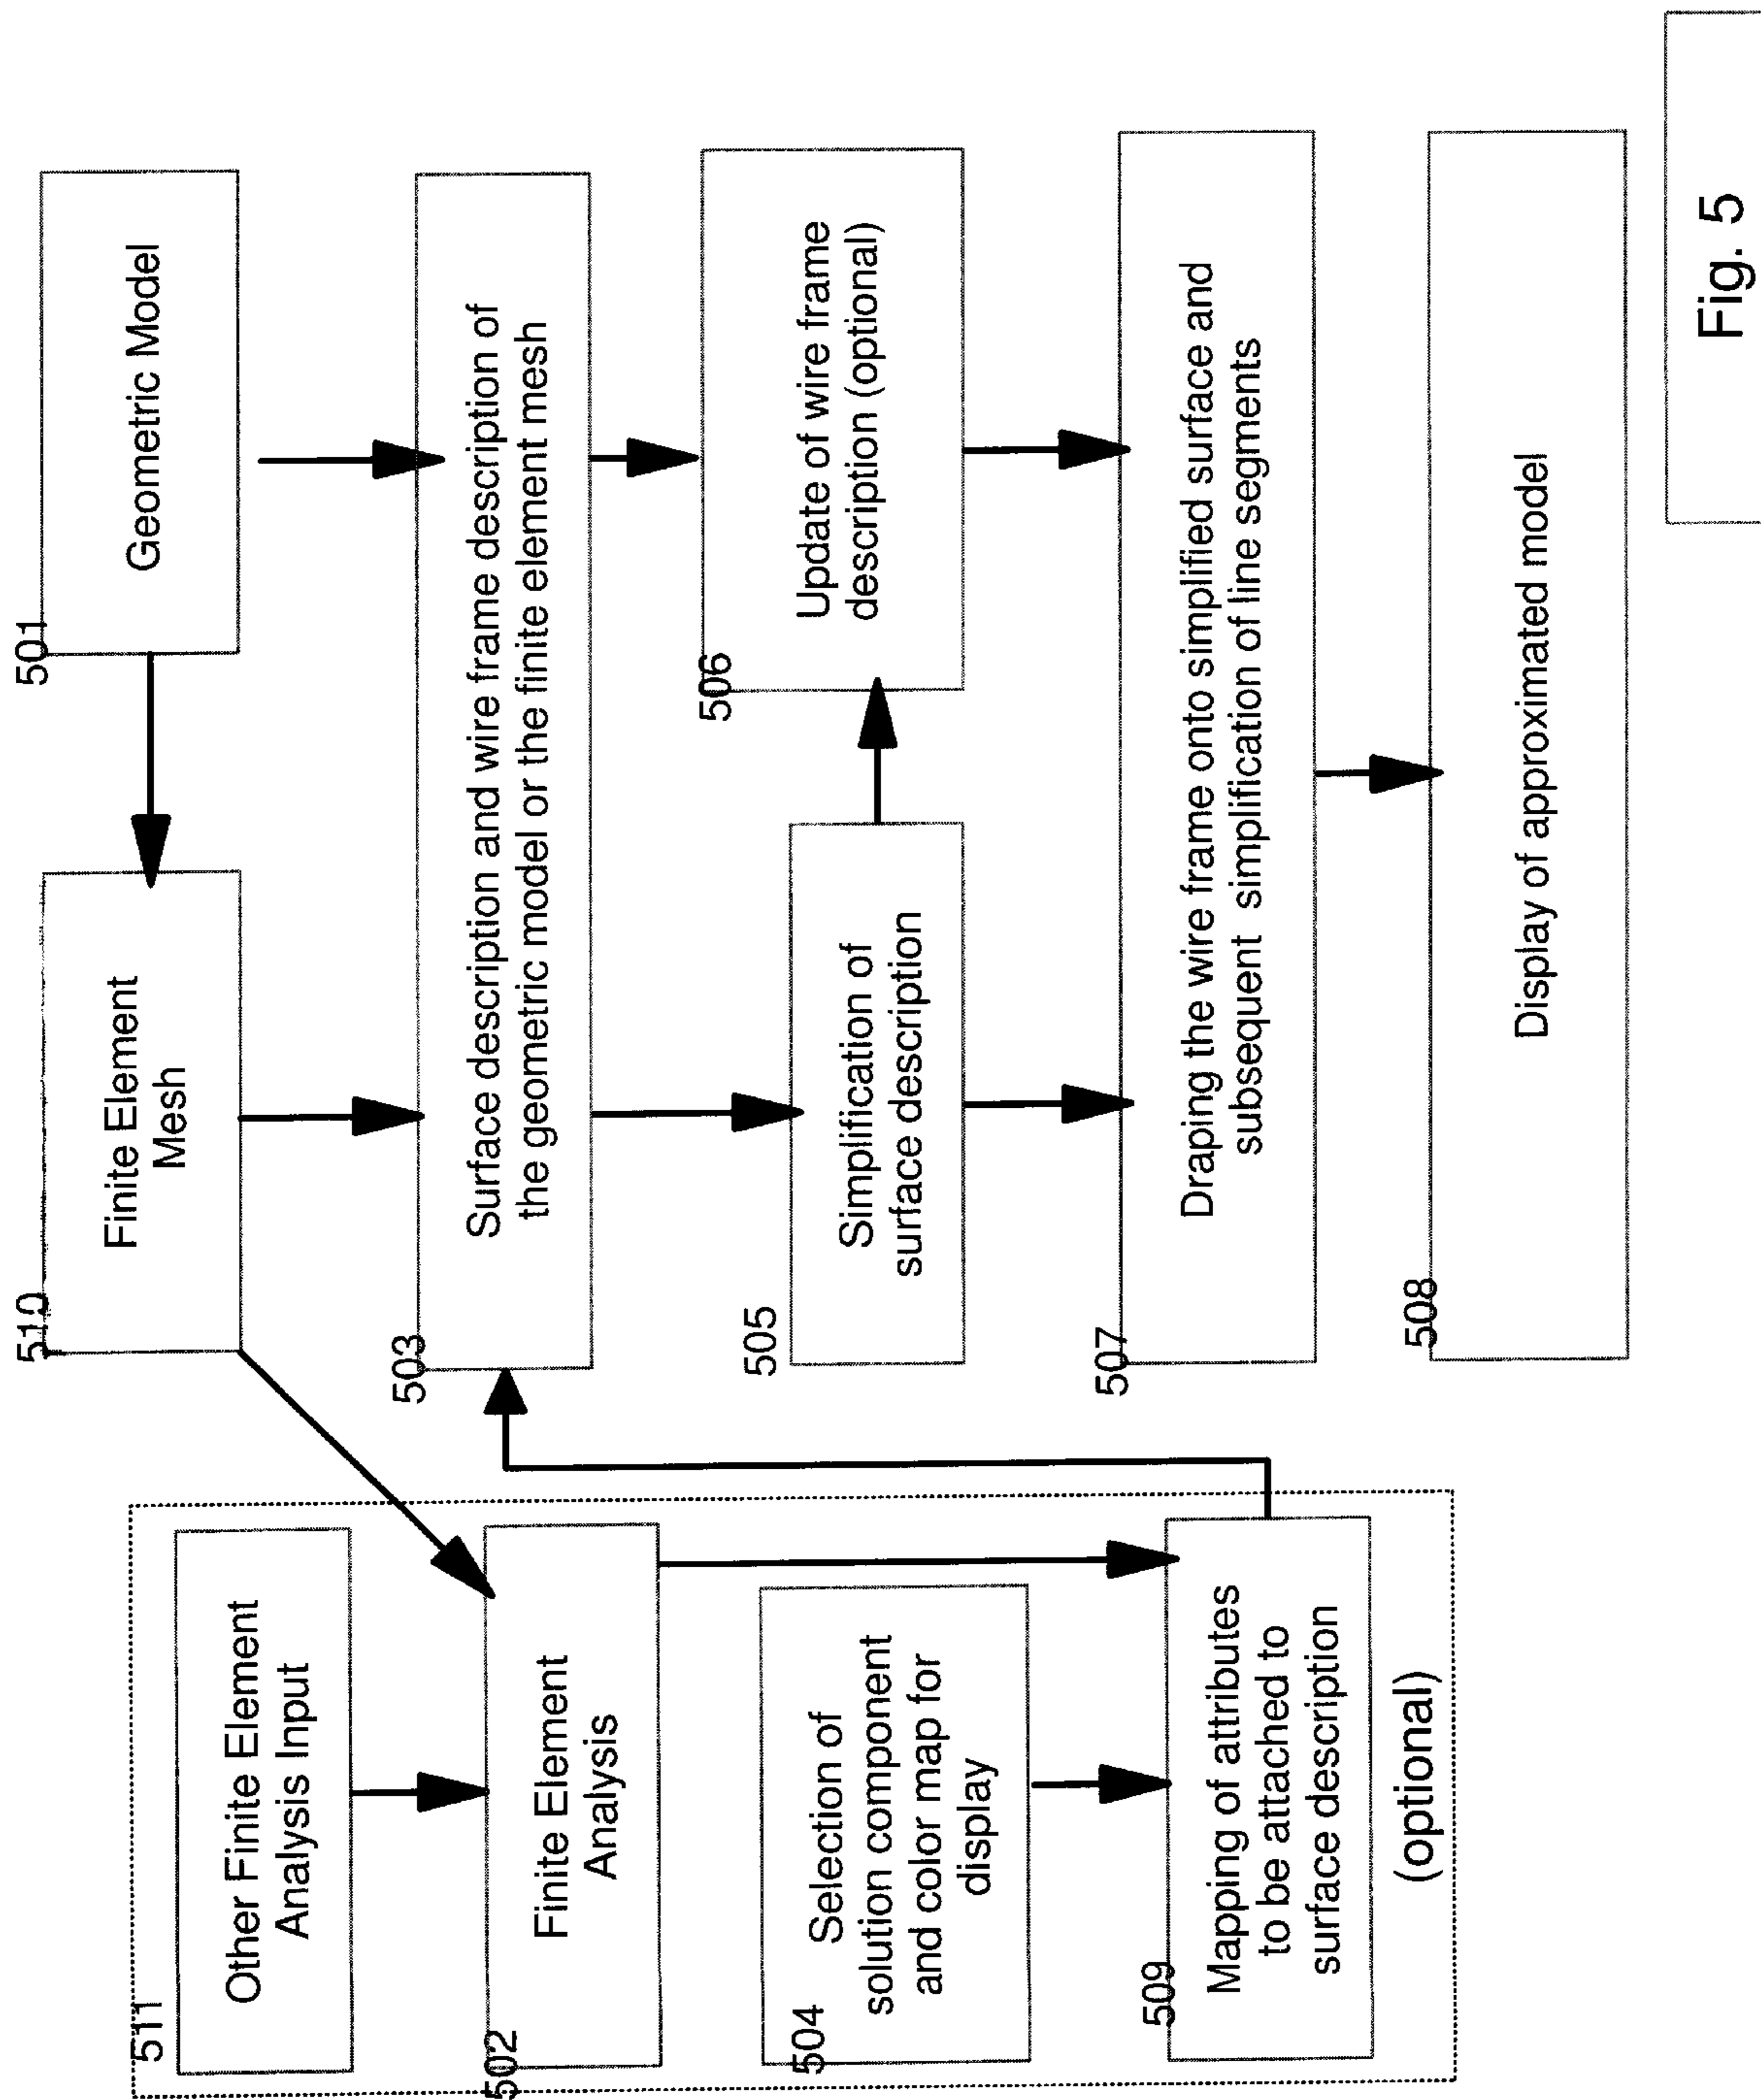 511
Other Finite Element
Analysis Input
502
Finite Element
Analysis
504
Selection of
solution component
and color map for
display
509
Mapping of attributes
to be attached to
surface description
(optional)
510
Finite Element
Mesh
501
Geometric Model
503
Surface description and wire frame description of
the geometric model or the finite element mesh
505
Simplification of
surface description
506
Update of wire frame
description (optional)
507
Draping the wire frame onto simplified surface and
subsequent simplification of line segments
508
Display of approximated model
Fig. 5